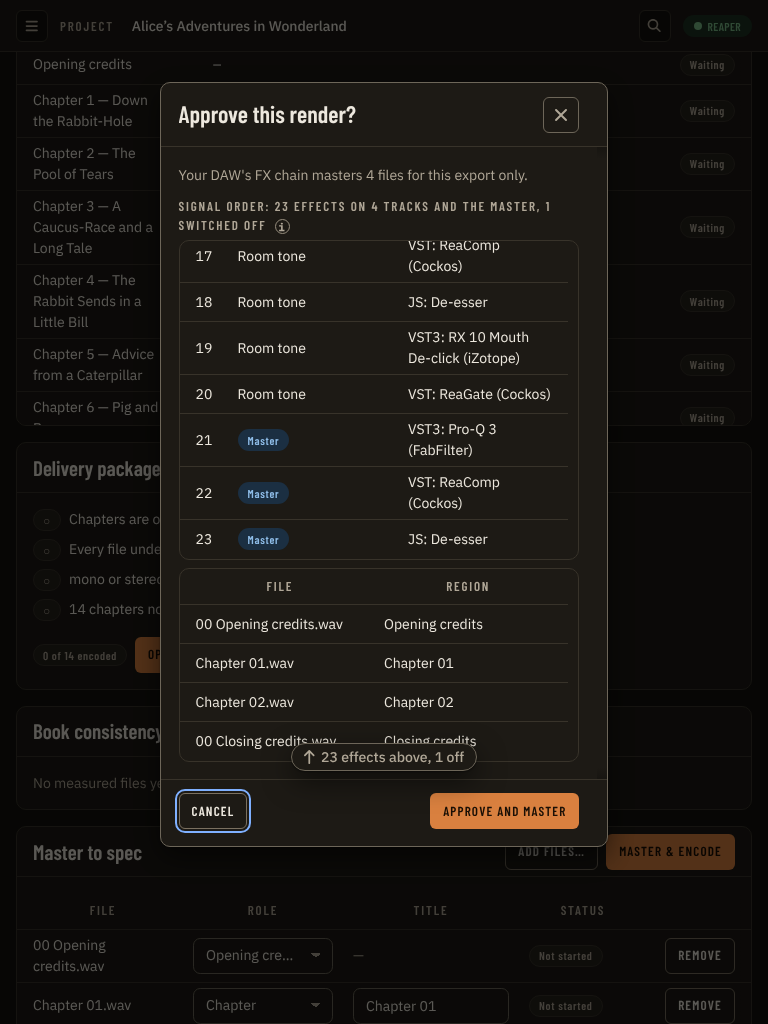 PROJECT Alice's Adventures in Wonderland
REAPER
Opening credits — Waiting
Chapter 1 — Down
the Rabbit-Hole
Waiting
Chapter 2 — The
Pool of Tears
Waiting
Chapter 3 — A
Caucus-Race and a
Long Tale
Waiting
Chapter 4 — The
Rabbit Sends in a
Little Bill
Waiting
Chapter 5 — Advice
from a Caterpillar
Waiting
Chapter 6 — Pig and
Waiting
Delivery package
Chapters are
Every file
mono or
14 chapters
0 of 14 encoded
Book consistency
No measured files
Approve this render?
Your DAW's FX chain masters 4 files for this export only.
SIGNAL ORDER: 23 EFFECTS ON 4 TRACKS AND THE MASTER, 1
SWITCHED OFF
17 Room tone VST: ReaComp
(Cockos)
18 Room tone JS: De-esser
19 Room tone VST3: RX 10 Mouth
De-click (iZotope)
20 Room tone VST: ReaGate (Cockos)
21 Master VST3: Pro-Q 3
(FabFilter)
22 Master VST: ReaComp
(Cockos)
23 Master JS: De-esser
FILE REGION
00 Opening credits.wav Opening credits
Chapter 01.wav Chapter 01
Chapter 02.wav Chapter 02
00 Closing credits.wav Closing credits
↑ 23 effects above, 1 off
CANCEL APPROVE AND MASTER
Master to spec ADD FILES… MASTER & ENCODE
FILE ROLE TITLE STATUS
00 Opening
credits.wav
Opening cre... — Not started REMOVE
Chapter 01.wav Chapter Chapter 01 Not started REMOVE